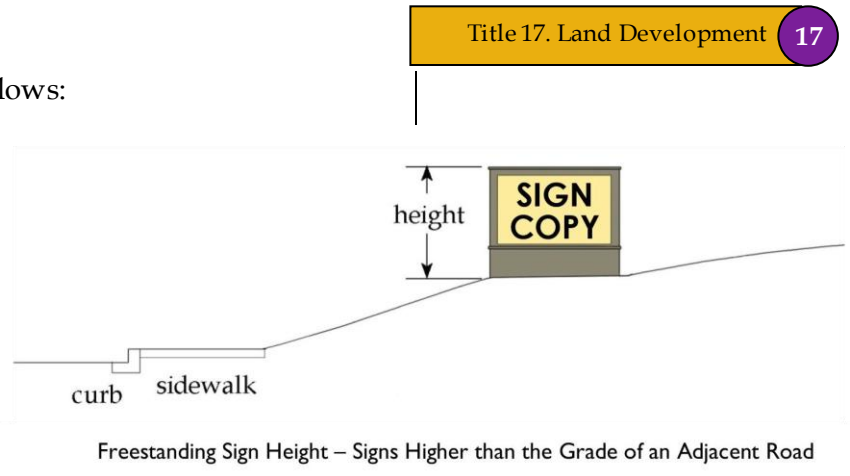 Title 17. Land Development 17
lows:
SIGN
COPY
height
curb
sidewalk
Freestanding Sign Height – Signs Higher than the Grade of an Adjacent Road